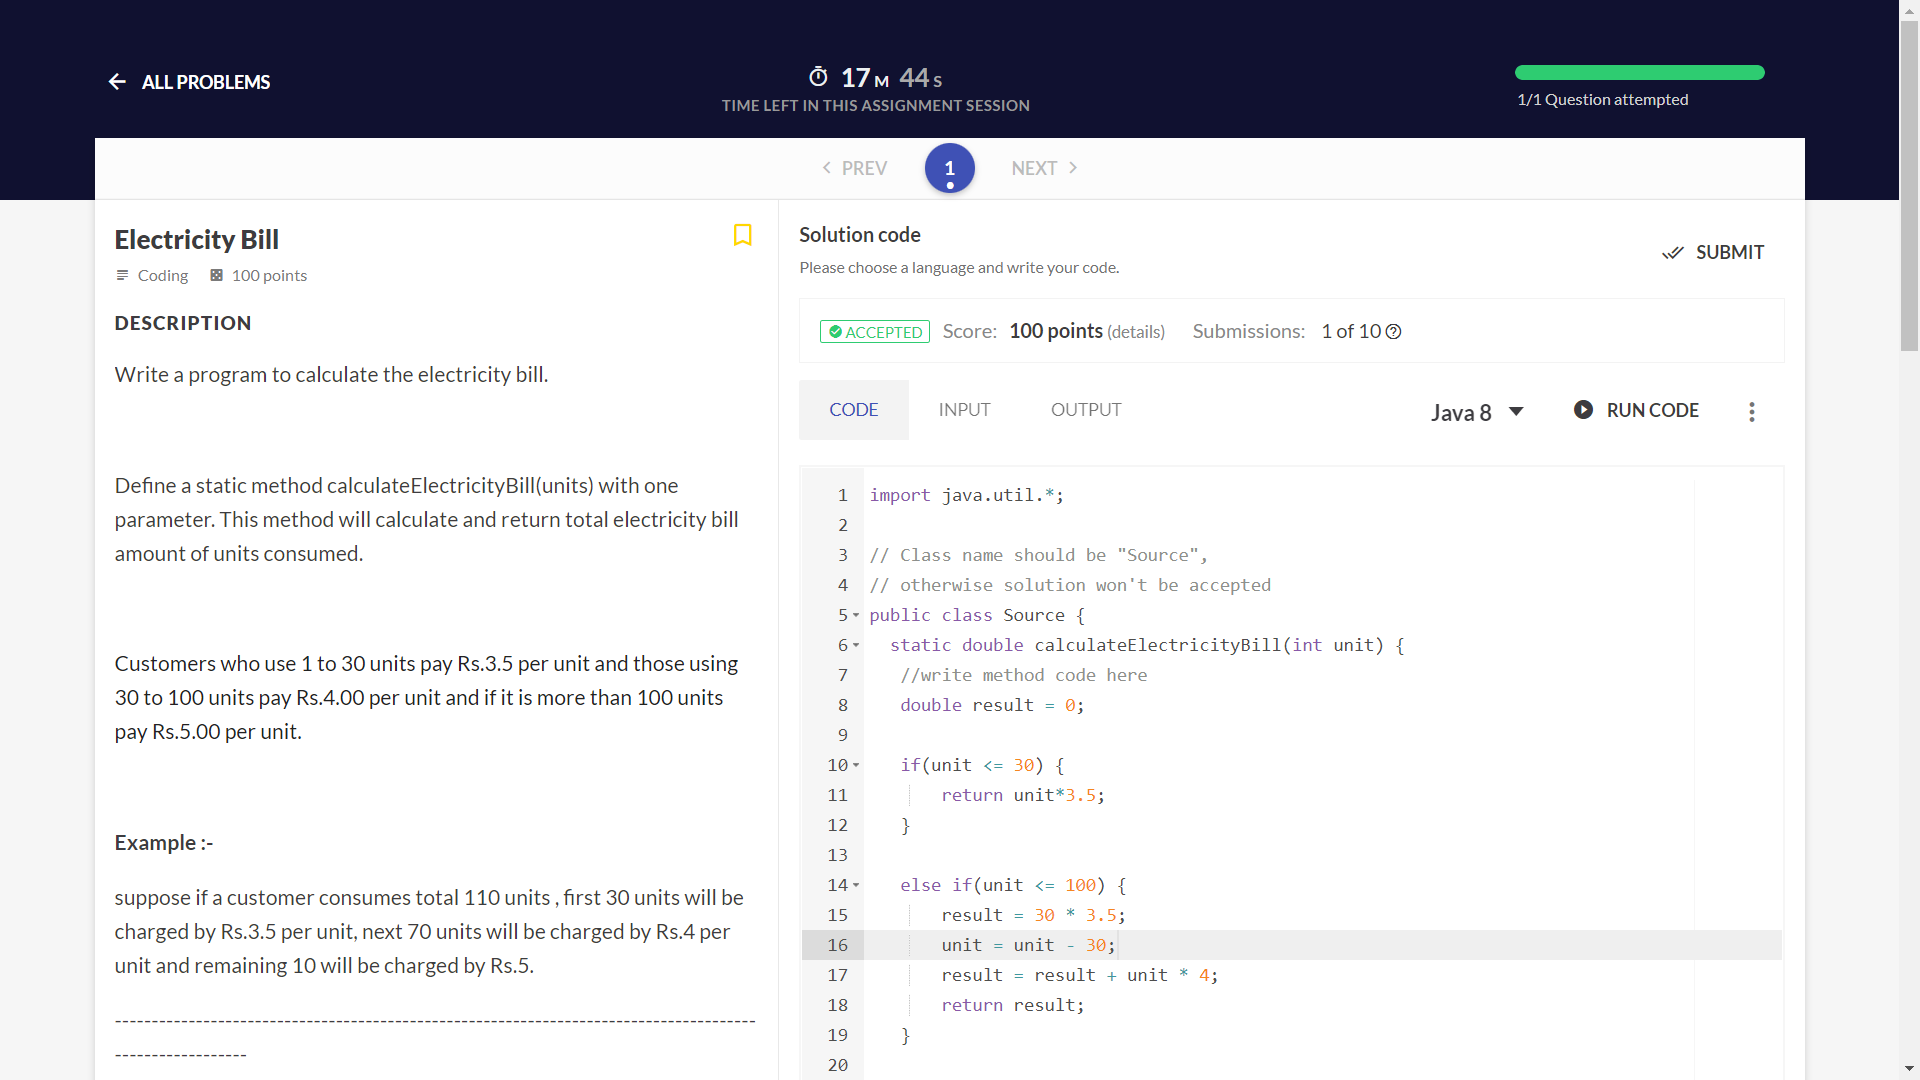 ALL PROBLEMS
17 M 44 S
TIME LEFT IN THIS ASSIGNMENT SESSION
1/1 Question attempted
PREV
1
NEXT
Electricity Bill
Coding 100 points
DESCRIPTION
Write a program to calculate the electricity bill.
Define a static method calculateElectricityBill(units) with one
parameter. This method will calculate and return total electricity bill
amount of units consumed.
Customers who use 1 to 30 units pay Rs.3.5 per unit and those using
30 to 100 units pay Rs.4.00 per unit and if it is more than 100 units
pay Rs.5.00 per unit.
Example :-
suppose if a customer consumes total 110 units , first 30 units will be
charged by Rs.3.5 per unit, next 70 units will be charged by Rs.4 per
unit and remaining 10 will be charged by Rs.5.
---------------------------------------------------------------------------------------
------------------
Solution code
Please choose a language and write your code.
SUBMIT
ACCEPTED Score: 100 points (details) Submissions: 1 of 10
CODE INPUT OUTPUT Java 8 RUN CODE
1 import java.util.*;
2
3 // Class name should be "Source",
4 // otherwise solution won't be accepted
5 public class Source {
6 static double calculateElectricityBill(int unit) {
7 //write method code here
8 double result = 0;
9
10 if(unit <= 30) {
11 return unit*3.5;
12 }
13
14 else if(unit <= 100) {
15 result = 30 * 3.5;
16 unit = unit - 30;
17 result = result + unit * 4;
18 return result;
19 }
20